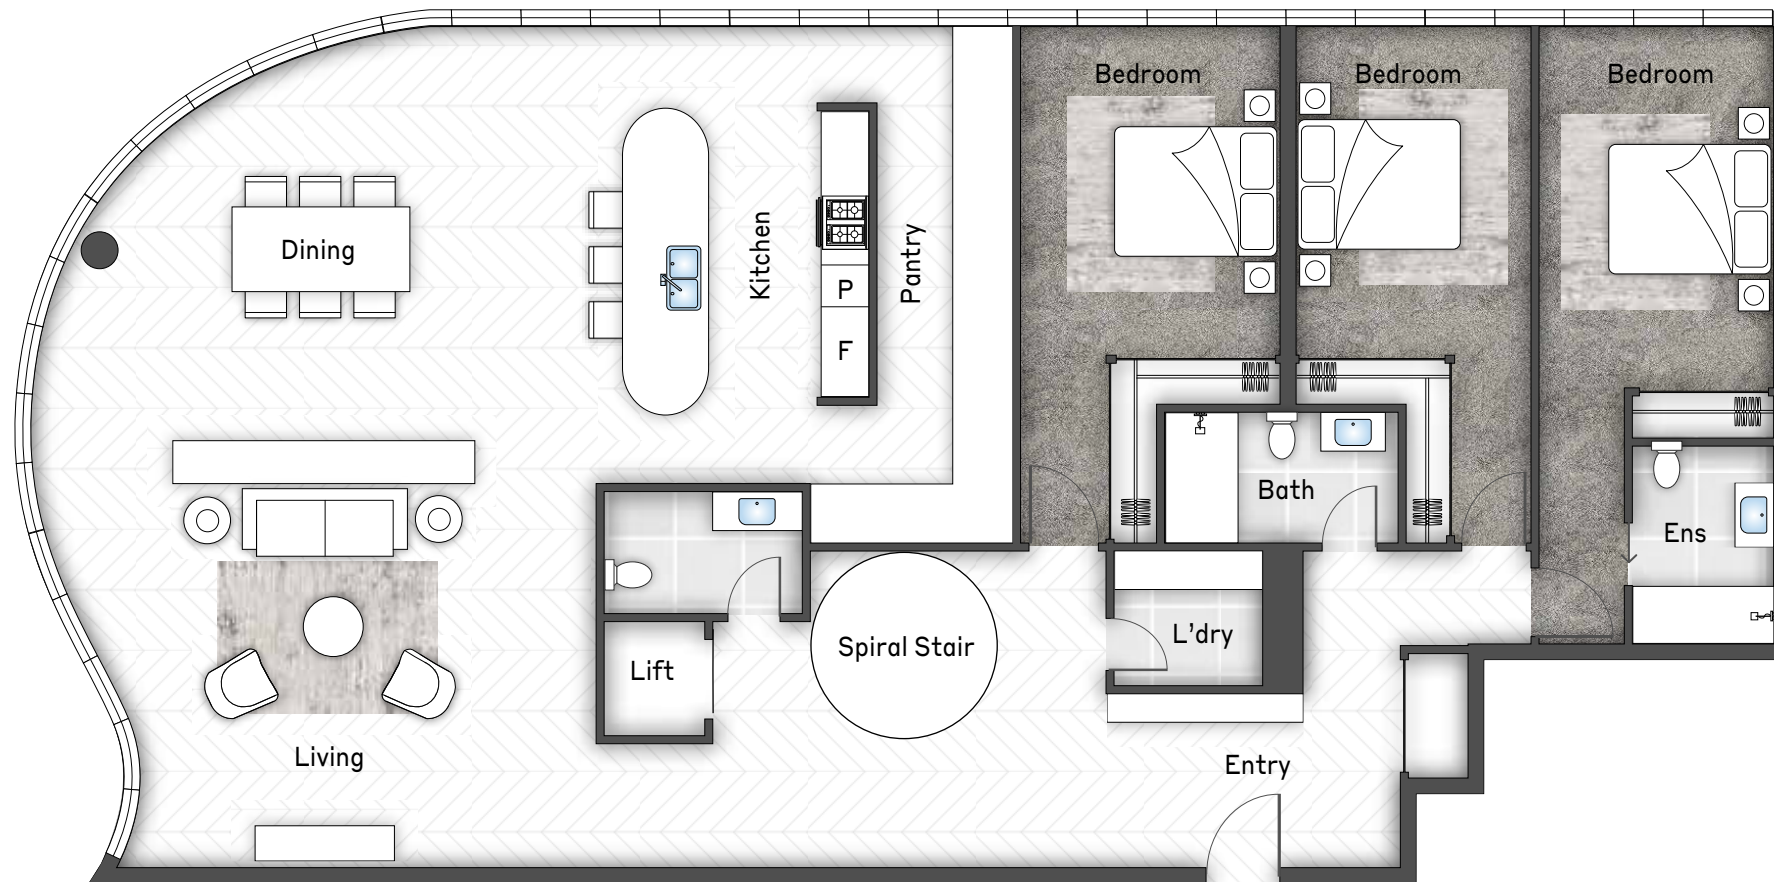 Bedroom
Bedroom
Bedroom
Dining
Kitchen
Pantry
P
F
Bath
Ens
Spiral Stair
L'dry
Lift
Living
Entry